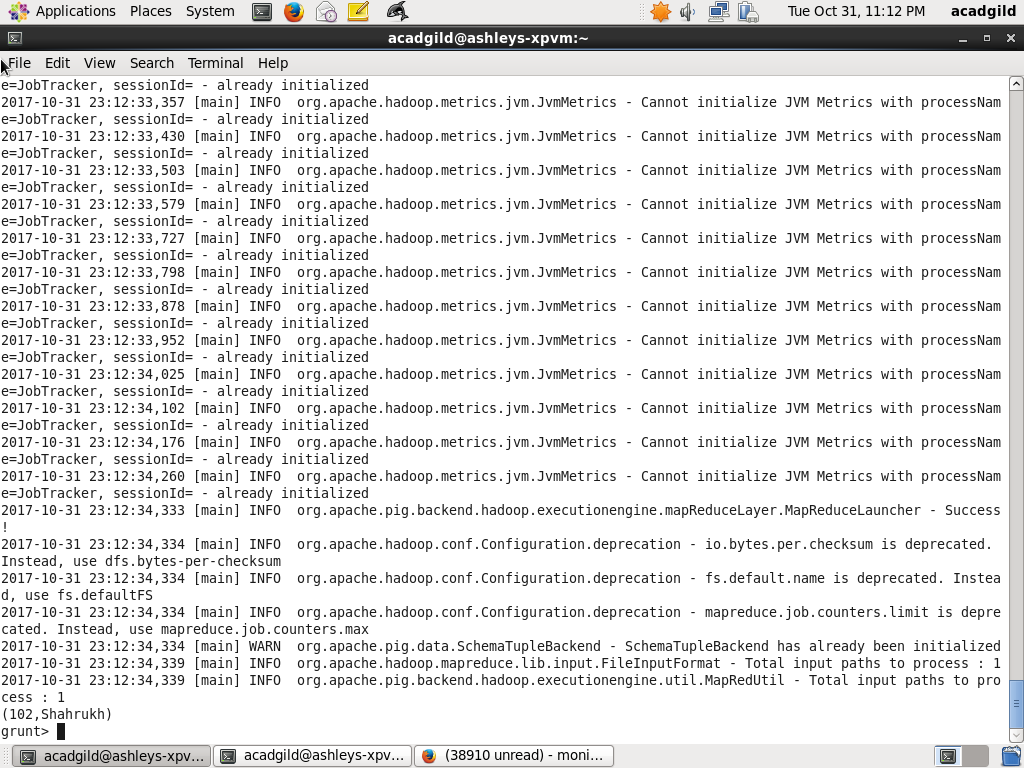 Applications Places System Tue Oct 31, 11:12 PM acadgild
acadgild@ashleys-xpvm:~
File Edit View Search Terminal Help
e=JobTracker, sessionId= - already initialized
2017-10-31 23:12:33,357 [main] INFO  org.apache.hadoop.metrics.jvm.JvmMetrics - Cannot initialize JVM Metrics with processNam
e=JobTracker, sessionId= - already initialized
2017-10-31 23:12:33,430 [main] INFO  org.apache.hadoop.metrics.jvm.JvmMetrics - Cannot initialize JVM Metrics with processNam
e=JobTracker, sessionId= - already initialized
2017-10-31 23:12:33,503 [main] INFO  org.apache.hadoop.metrics.jvm.JvmMetrics - Cannot initialize JVM Metrics with processNam
e=JobTracker, sessionId= - already initialized
2017-10-31 23:12:33,579 [main] INFO  org.apache.hadoop.metrics.jvm.JvmMetrics - Cannot initialize JVM Metrics with processNam
e=JobTracker, sessionId= - already initialized
2017-10-31 23:12:33,727 [main] INFO  org.apache.hadoop.metrics.jvm.JvmMetrics - Cannot initialize JVM Metrics with processNam
e=JobTracker, sessionId= - already initialized
2017-10-31 23:12:33,798 [main] INFO  org.apache.hadoop.metrics.jvm.JvmMetrics - Cannot initialize JVM Metrics with processNam
e=JobTracker, sessionId= - already initialized
2017-10-31 23:12:33,878 [main] INFO  org.apache.hadoop.metrics.jvm.JvmMetrics - Cannot initialize JVM Metrics with processNam
e=JobTracker, sessionId= - already initialized
2017-10-31 23:12:33,952 [main] INFO  org.apache.hadoop.metrics.jvm.JvmMetrics - Cannot initialize JVM Metrics with processNam
e=JobTracker, sessionId= - already initialized
2017-10-31 23:12:34,025 [main] INFO  org.apache.hadoop.metrics.jvm.JvmMetrics - Cannot initialize JVM Metrics with processNam
e=JobTracker, sessionId= - already initialized
2017-10-31 23:12:34,102 [main] INFO  org.apache.hadoop.metrics.jvm.JvmMetrics - Cannot initialize JVM Metrics with processNam
e=JobTracker, sessionId= - already initialized
2017-10-31 23:12:34,176 [main] INFO  org.apache.hadoop.metrics.jvm.JvmMetrics - Cannot initialize JVM Metrics with processNam
e=JobTracker, sessionId= - already initialized
2017-10-31 23:12:34,260 [main] INFO  org.apache.hadoop.metrics.jvm.JvmMetrics - Cannot initialize JVM Metrics with processNam
e=JobTracker, sessionId= - already initialized
2017-10-31 23:12:34,333 [main] INFO  org.apache.pig.backend.hadoop.executionengine.mapReduceLayer.MapReduceLauncher - Success
!
2017-10-31 23:12:34,334 [main] INFO  org.apache.hadoop.conf.Configuration.deprecation - io.bytes.per.checksum is deprecated.
Instead, use dfs.bytes-per-checksum
2017-10-31 23:12:34,334 [main] INFO  org.apache.hadoop.conf.Configuration.deprecation - fs.default.name is deprecated. Instea
d, use fs.defaultFS
2017-10-31 23:12:34,334 [main] INFO  org.apache.hadoop.conf.Configuration.deprecation - mapreduce.job.counters.limit is depre
cated. Instead, use mapreduce.job.counters.max
2017-10-31 23:12:34,334 [main] WARN  org.apache.pig.data.SchemaTupleBackend - SchemaTupleBackend has already been initialized
2017-10-31 23:12:34,339 [main] INFO  org.apache.hadoop.mapreduce.lib.input.FileInputFormat - Total input paths to process : 1
2017-10-31 23:12:34,339 [main] INFO  org.apache.pig.backend.hadoop.executionengine.util.MapRedUtil - Total input paths to pro
cess : 1
(102,Shahrukh)
grunt>
acadgild@ashleys-xpv... acadgild@ashleys-xpv... (38910 unread) - moni...